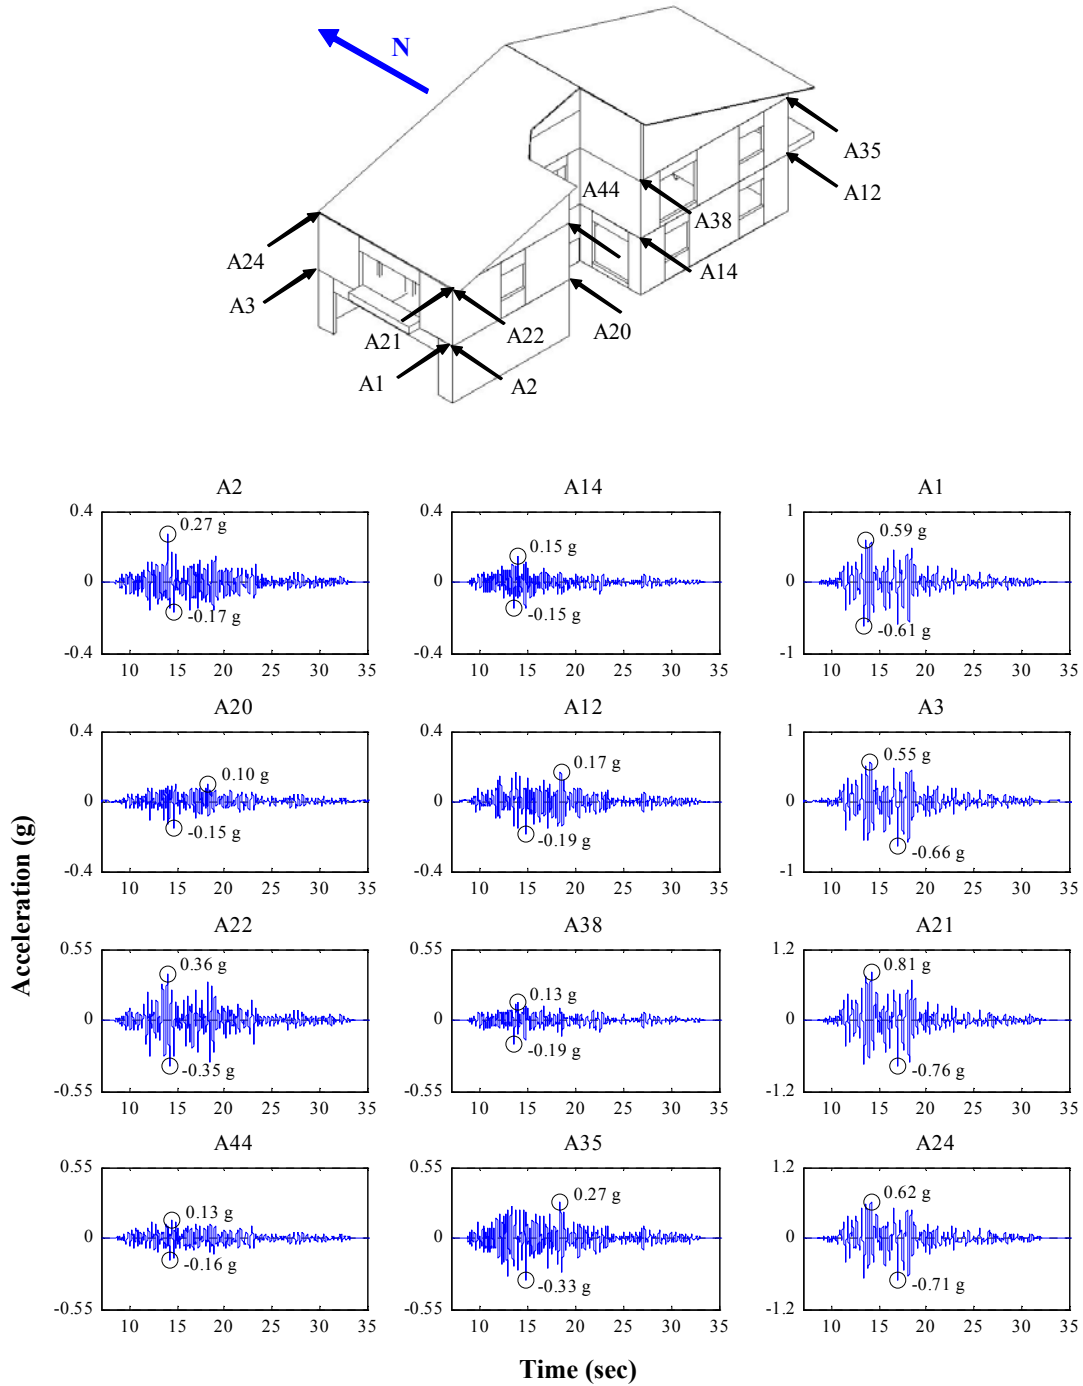 N
A35
A44
A12
A38
A24
A14
A3
A21
A22
A20
A1
A2
A2
A14
A1
0.4
0.27 g
0
-0.17 g
-0.4
10 15 20 25 30 35
0.4
0.15 g
0
-0.15 g
-0.4
10 15 20 25 30 35
1
0.59 g
0
-0.61 g
-1
10 15 20 25 30 35
A20
A12
A3
0.4
0.10 g
0
-0.15 g
-0.4
10 15 20 25 30 35
0.4
0.17 g
0
-0.19 g
-0.4
10 15 20 25 30 35
1
0.55 g
0
-0.66 g
-1
10 15 20 25 30 35
A22
A38
A21
0.55
0.36 g
0
-0.35 g
-0.55
10 15 20 25 30 35
0.55
0.13 g
0
-0.19 g
-0.55
10 15 20 25 30 35
1.2
0.81 g
0
-0.76 g
-1.2
10 15 20 25 30 35
A44
A35
A24
0.55
0.13 g
0
-0.16 g
-0.55
10 15 20 25 30 35
0.55
0.27 g
0
-0.33 g
-0.55
10 15 20 25 30 35
1.2
0.62 g
0
-0.71 g
-1.2
10 15 20 25 30 35
Acceleration (g)
Time (sec)